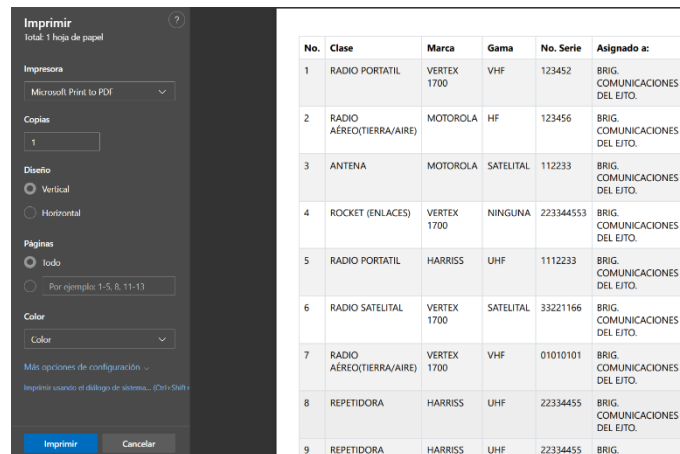 Imprimir
?
Total: 1 hoja de papel
Impresora
Microsoft Print to PDF
Copias
1
Diseño
Vertical
Horizontal
Páginas
Todo
Por ejemplo: 1-5, 8, 11-13
Color
Color
Más opciones de configuración
Imprimir usando el diálogo de sistema... (Ctrl+Shift+
Imprimir Cancelar
No. Clase Marca Gama No. Serie Asignado a:
1 RADIO PORTATIL VERTEX VHF 123452 BRIG.
1700 COMUNICACIONES
DEL EJTO.
2 RADIO MOTOROLA HF 123456 BRIG.
AÉREO(TIERRA/AIRE) COMUNICACIONES
DEL EJTO.
3 ANTENA MOTOROLA SATELITAL 112233 BRIG.
COMUNICACIONES
DEL EJTO.
4 ROCKET (ENLACES) VERTEX NINGUNA 223344553 BRIG.
1700 COMUNICACIONES
DEL EJTO.
5 RADIO PORTATIL HARRISS UHF 1112233 BRIG.
COMUNICACIONES
DEL EJTO.
6 RADIO SATELITAL VERTEX SATELITAL 33221166 BRIG.
1700 COMUNICACIONES
DEL EJTO.
7 RADIO VERTEX VHF 01010101 BRIG.
AÉREO(TIERRA/AIRE) 1700 COMUNICACIONES
DEL EJTO.
8 REPETIDORA HARRISS UHF 22334455 BRIG.
COMUNICACIONES
DEL EJTO.
9 REPETIDORA HARRISS UHF 22334455 BRIG.